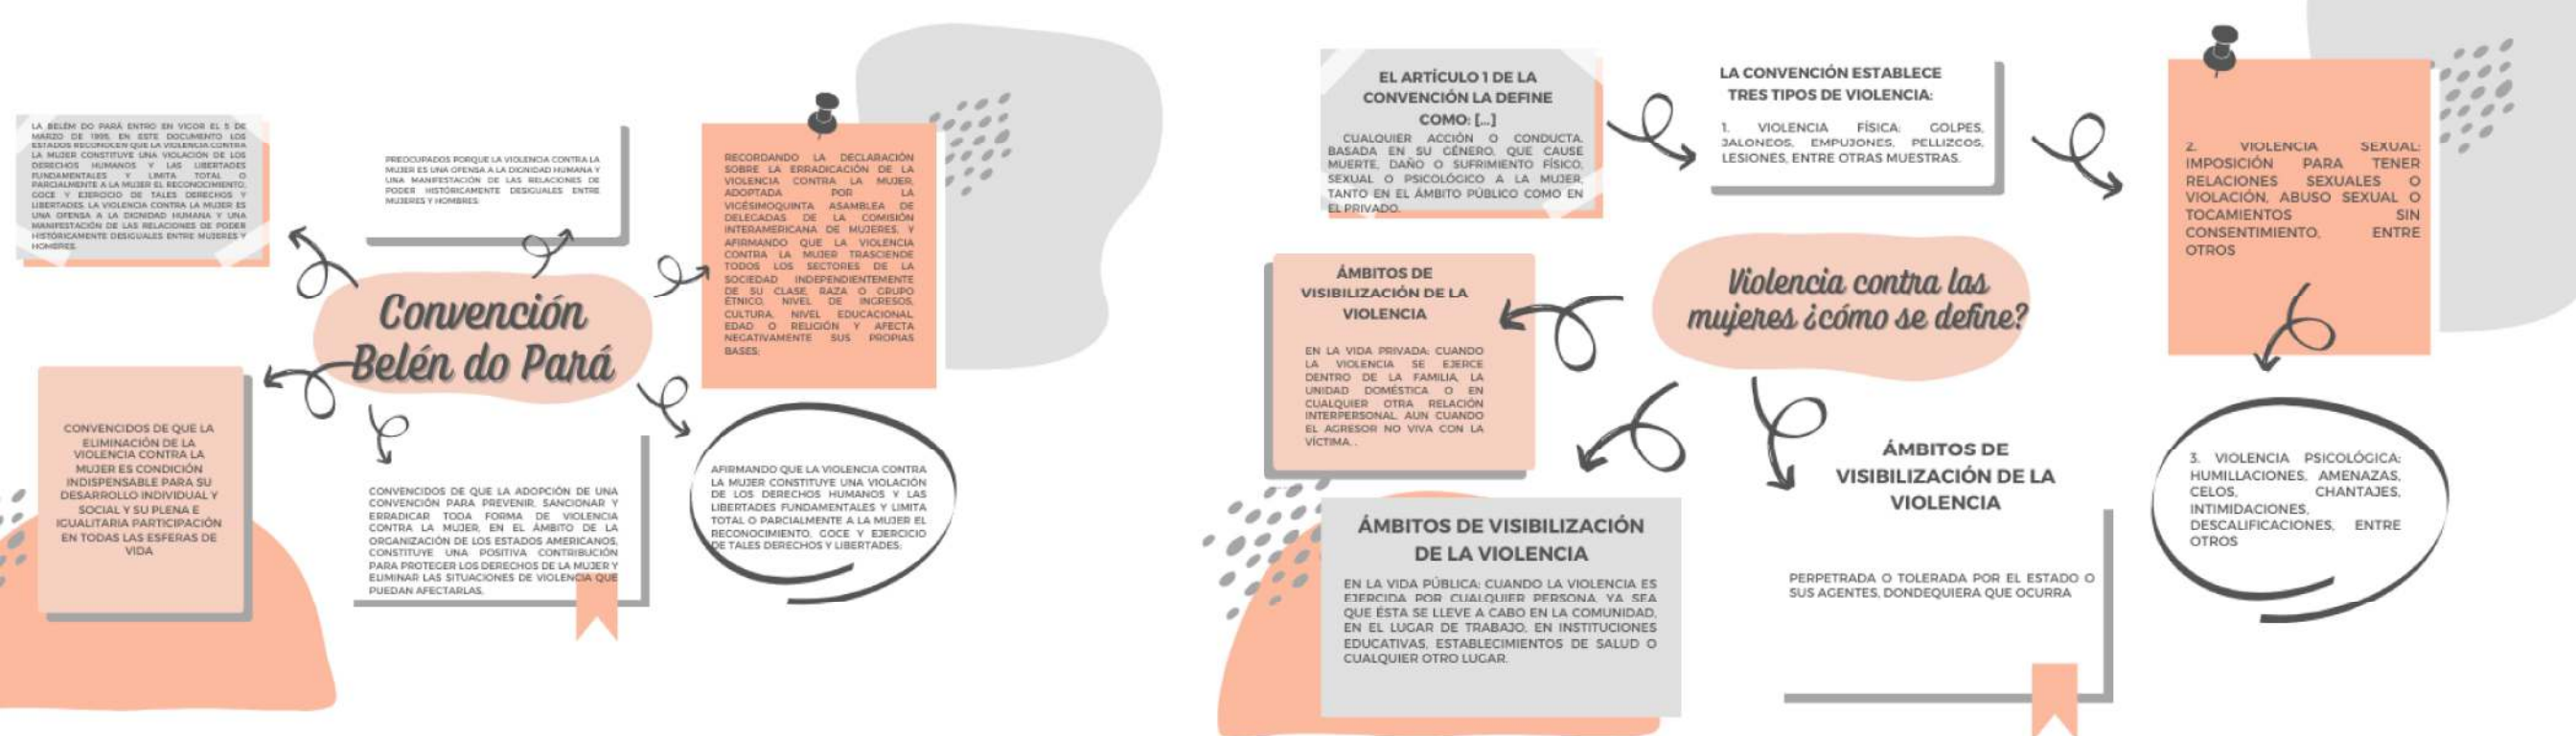 LA BELÉM DO PARÁ ENTRO EN VIGOR EL 5 DE
MARZO DE 1995. EN ESTE DOCUMENTO LOS
ESTADOS RECONOCEN QUE LA VIOLENCIA CONTRA
LA MUJER CONSTITUYE UNA VIOLACIÓN DE LOS
DERECHOS HUMANOS Y LAS LIBERTADES
FUNDAMENTALES Y LIMITA TOTAL O
PARCIALMENTE A LA MUJER EL RECONOCIMIENTO,
GOCE Y EJERCICIO DE TALES DERECHOS Y
LIBERTADES. LA VIOLENCIA CONTRA LA MUJER ES
UNA OFENSA A LA DIGNIDAD HUMANA Y UNA
MANIFESTACIÓN DE LAS RELACIONES DE PODER
HISTÓRICAMENTE DESIGUALES ENTRE MUJERES Y
HOMBRES.
PREOCUPADOS PORQUE LA VIOLENCIA CONTRA LA
MUJER ES UNA OFENSA A LA DIGNIDAD HUMANA Y
UNA MANIFESTACIÓN DE LAS RELACIONES DE
PODER HISTÓRICAMENTE DESIGUALES ENTRE
MUJERES Y HOMBRES;
RECORDANDO LA DECLARACIÓN
SOBRE LA ERRADICACIÓN DE LA
VIOLENCIA CONTRA LA MUJER,
ADOPTADA POR LA
VIGÉSIMOQUINTA ASAMBLEA DE
DELEGADAS DE LA COMISIÓN
INTERAMERICANA DE MUJERES, Y
AFIRMANDO QUE LA VIOLENCIA
CONTRA LA MUJER TRASCIENDE
TODOS LOS SECTORES DE LA
SOCIEDAD INDEPENDIENTEMENTE
DE SU CLASE, RAZA O GRUPO
ÉTNICO, NIVEL DE INGRESOS,
CULTURA, NIVEL EDUCACIONAL,
EDAD O RELIGIÓN Y AFECTA
NEGATIVAMENTE SUS PROPIAS
BASES;
Convención
Belén do Pará
CONVENCIDOS DE QUE LA
ELIMINACIÓN DE LA
VIOLENCIA CONTRA LA
MUJER ES CONDICIÓN
INDISPENSABLE PARA SU
DESARROLLO INDIVIDUAL Y
SOCIAL Y SU PLENA E
IGUALITARIA PARTICIPACIÓN
EN TODAS LAS ESFERAS DE
VIDA
CONVENCIDOS DE QUE LA ADOPCIÓN DE UNA
CONVENCIÓN PARA PREVENIR, SANCIONAR Y
ERRADICAR TODA FORMA DE VIOLENCIA
CONTRA LA MUJER, EN EL ÁMBITO DE LA
ORGANIZACIÓN DE LOS ESTADOS AMERICANOS,
CONSTITUYE UNA POSITIVA CONTRIBUCIÓN
PARA PROTEGER LOS DERECHOS DE LA MUJER Y
ELIMINAR LAS SITUACIONES DE VIOLENCIA QUE
PUEDAN AFECTARLAS,
AFIRMANDO QUE LA VIOLENCIA CONTRA
LA MUJER CONSTITUYE UNA VIOLACIÓN
DE LOS DERECHOS HUMANOS Y LAS
LIBERTADES FUNDAMENTALES Y LIMITA
TOTAL O PARCIALMENTE A LA MUJER EL
RECONOCIMIENTO, GOCE Y EJERCICIO
DE TALES DERECHOS Y LIBERTADES;
EL ARTÍCULO 1 DE LA
CONVENCIÓN LA DEFINE
COMO: [...]
CUALQUIER ACCIÓN O CONDUCTA,
BASADA EN SU GÉNERO, QUE CAUSE
MUERTE, DAÑO O SUFRIMIENTO FÍSICO,
SEXUAL O PSICOLÓGICO A LA MUJER,
TANTO EN EL ÁMBITO PÚBLICO COMO EN
EL PRIVADO.
LA CONVENCIÓN ESTABLECE
TRES TIPOS DE VIOLENCIA:
1. VIOLENCIA FÍSICA: GOLPES,
JALONEOS, EMPUJONES, PELLIZCOS,
LESIONES, ENTRE OTRAS MUESTRAS.
2. VIOLENCIA SEXUAL:
IMPOSICIÓN PARA TENER
RELACIONES SEXUALES O
VIOLACIÓN, ABUSO SEXUAL O
TOCAMIENTOS SIN
CONSENTIMIENTO, ENTRE
OTROS
Violencia contra las
mujeres ¿cómo se define?
ÁMBITOS DE
VISIBILIZACIÓN DE LA
VIOLENCIA
EN LA VIDA PRIVADA: CUANDO
LA VIOLENCIA SE EJERCE
DENTRO DE LA FAMILIA, LA
UNIDAD DOMÉSTICA O EN
CUALQUIER OTRA RELACIÓN
INTERPERSONAL, AUN CUANDO
EL AGRESOR NO VIVA CON LA
VÍCTIMA. .
ÁMBITOS DE VISIBILIZACIÓN
DE LA VIOLENCIA
EN LA VIDA PÚBLICA: CUANDO LA VIOLENCIA ES
EJERCIDA POR CUALQUIER PERSONA, YA SEA
QUE ÉSTA SE LLEVE A CABO EN LA COMUNIDAD,
EN EL LUGAR DE TRABAJO, EN INSTITUCIONES
EDUCATIVAS, ESTABLECIMIENTOS DE SALUD O
CUALQUIER OTRO LUGAR.
ÁMBITOS DE
VISIBILIZACIÓN DE LA
VIOLENCIA
PERPETRADA O TOLERADA POR EL ESTADO O
SUS AGENTES, DONDEQUIERA QUE OCURRA
3. VIOLENCIA PSICOLÓGICA:
HUMILLACIONES, AMENAZAS,
CELOS, CHANTAJES,
INTIMIDACIONES,
DESCALIFICACIONES, ENTRE
OTROS